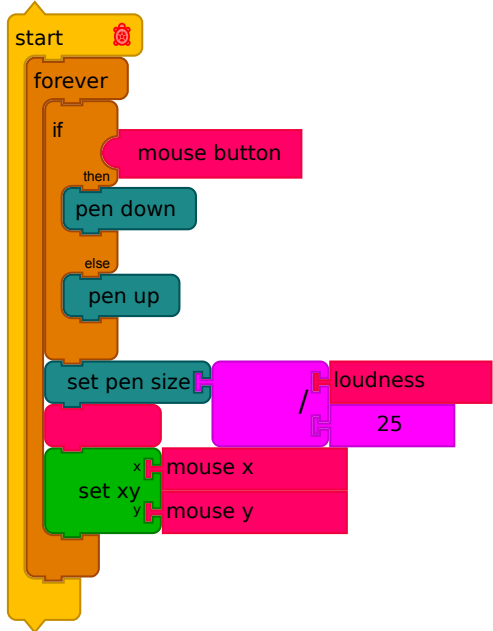 start
forever
if
mouse button
then
pen down
else
pen up
set pen size
/
loudness
25
set xy
x
mouse x
y
mouse y